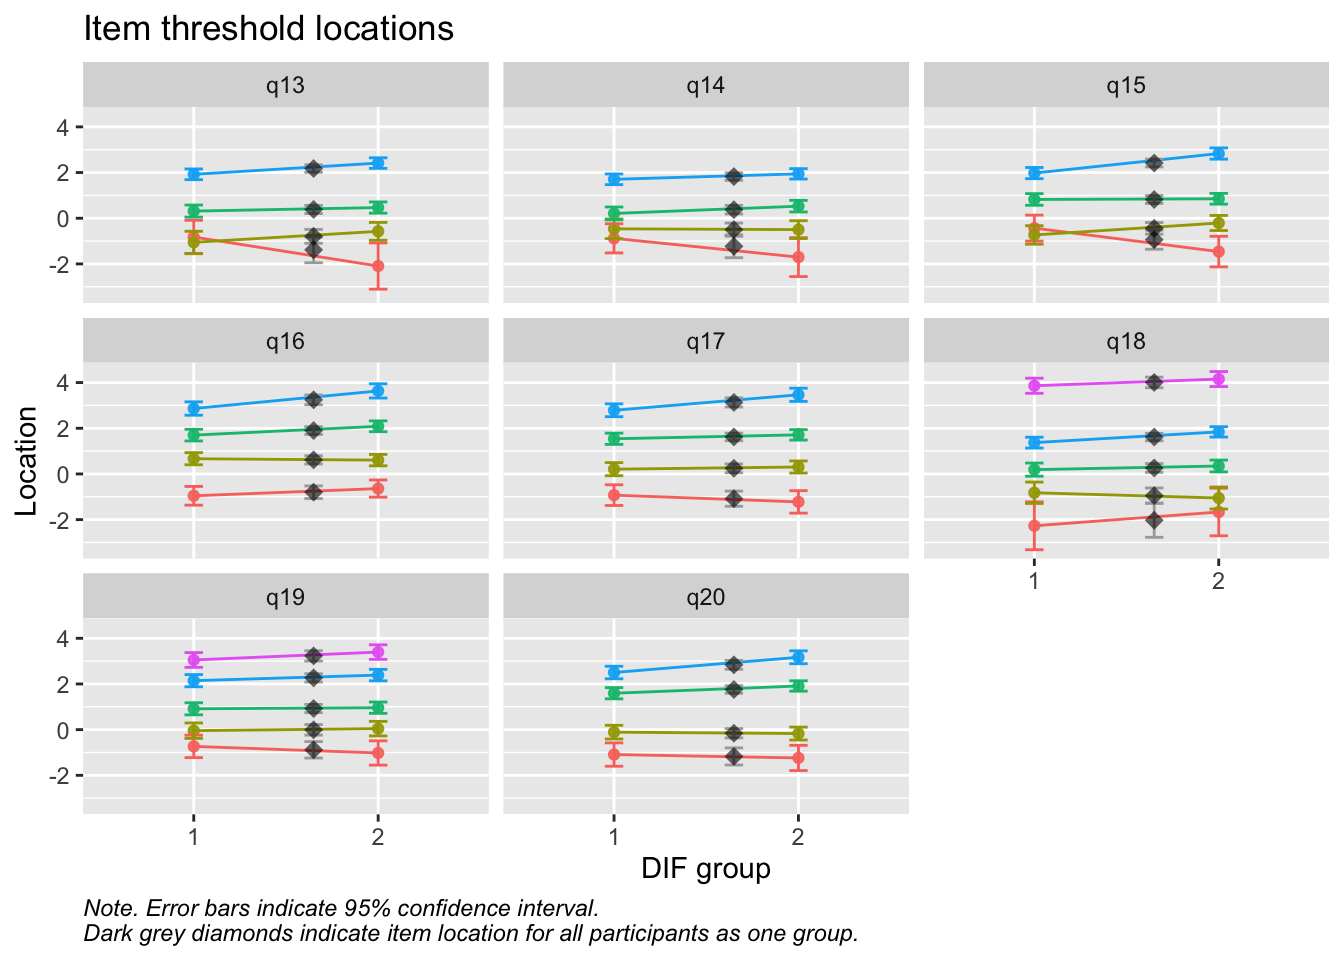 Item threshold locations
q13
q14
q15
4
2
0
-2
q16
q17
q18
4
2
0
-2
1
2
q19
q20
4
2
0
-2
1
2
1
2
Location
DIF group
Note. Error bars indicate 95% confidence interval.
Dark grey diamonds indicate item location for all participants as one group.